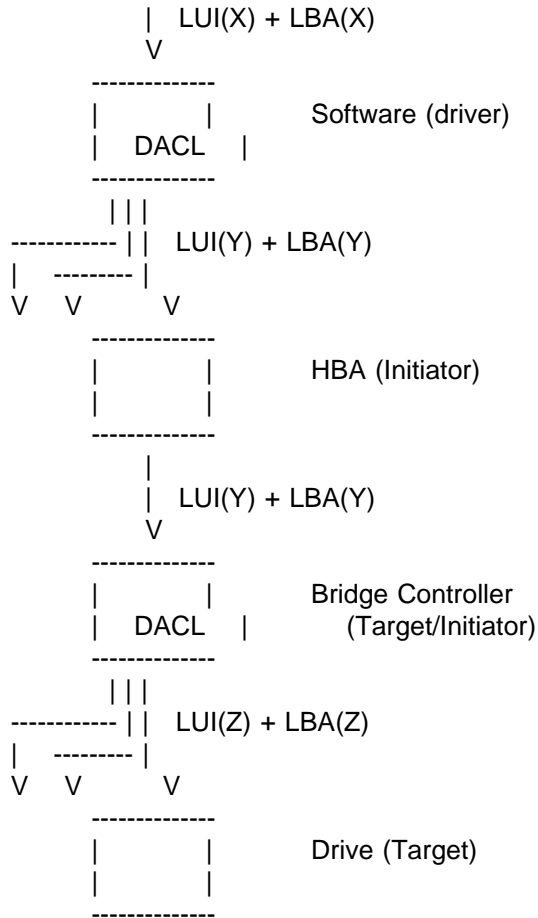 LUI(X) + LBA(X)
Software (driver)
DACL
LUI(Y) + LBA(Y)
HBA (Initiator)
LUI(Y) + LBA(Y)
Bridge Controller
DACL (Target/Initiator)
LUI(Z) + LBA(Z)
Drive (Target)